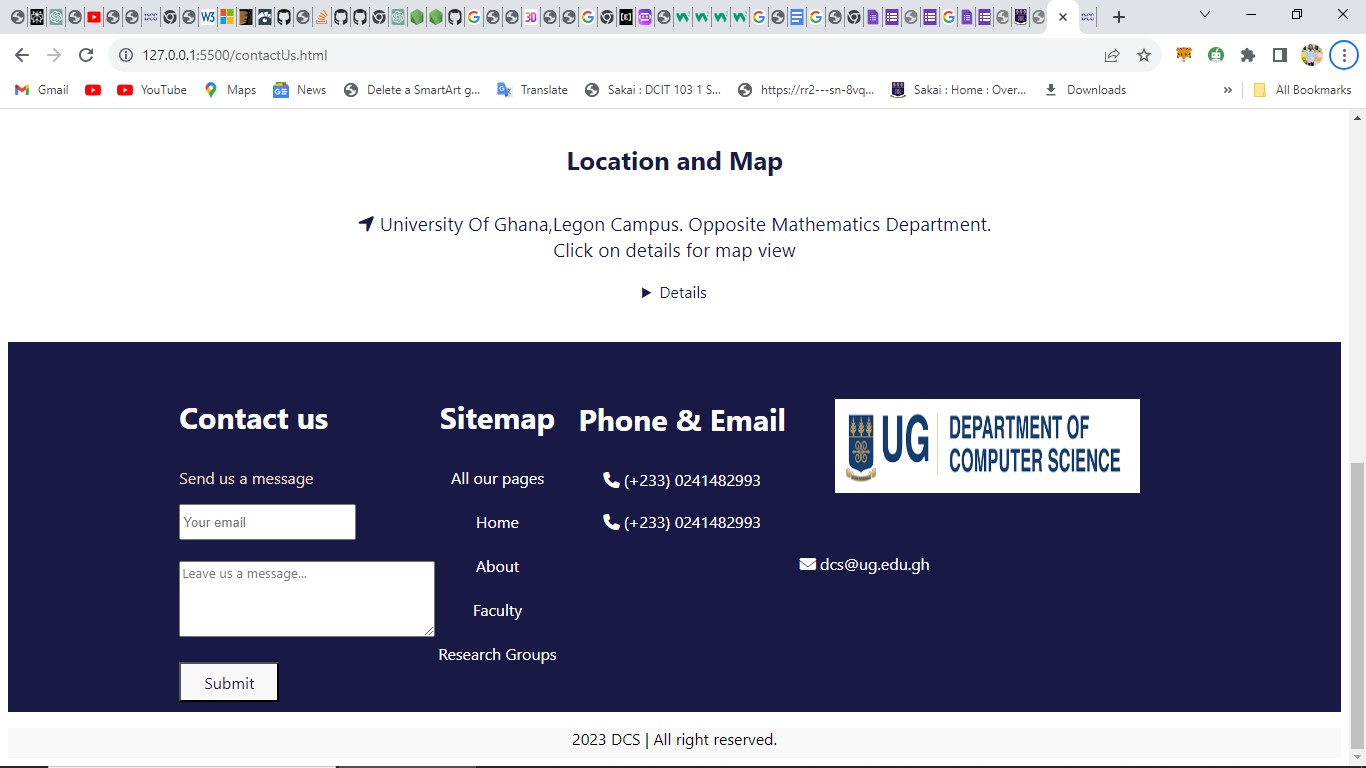 127.0.0.1:5500/contactUs.html
Gmail
YouTube
Maps
News
Delete a SmartArt g...
Translate
Sakai : DCIT 103 1 S...
https://rr2---sn-8vq...
Sakai : Home : Over...
Downloads
»
All Bookmarks
Location and Map
University Of Ghana,Legon Campus. Opposite Mathematics Department.
Click on details for map view
Details
Contact us
Send us a message
Your email
Leave us a message...
Submit
Sitemap
All our pages
Home
About
Faculty
Research Groups
Phone & Email
(+233) 0241482993
(+233) 0241482993
dcs@ug.edu.gh
UG
DEPARTMENT OF
COMPUTER SCIENCE
2023 DCS | All right reserved.